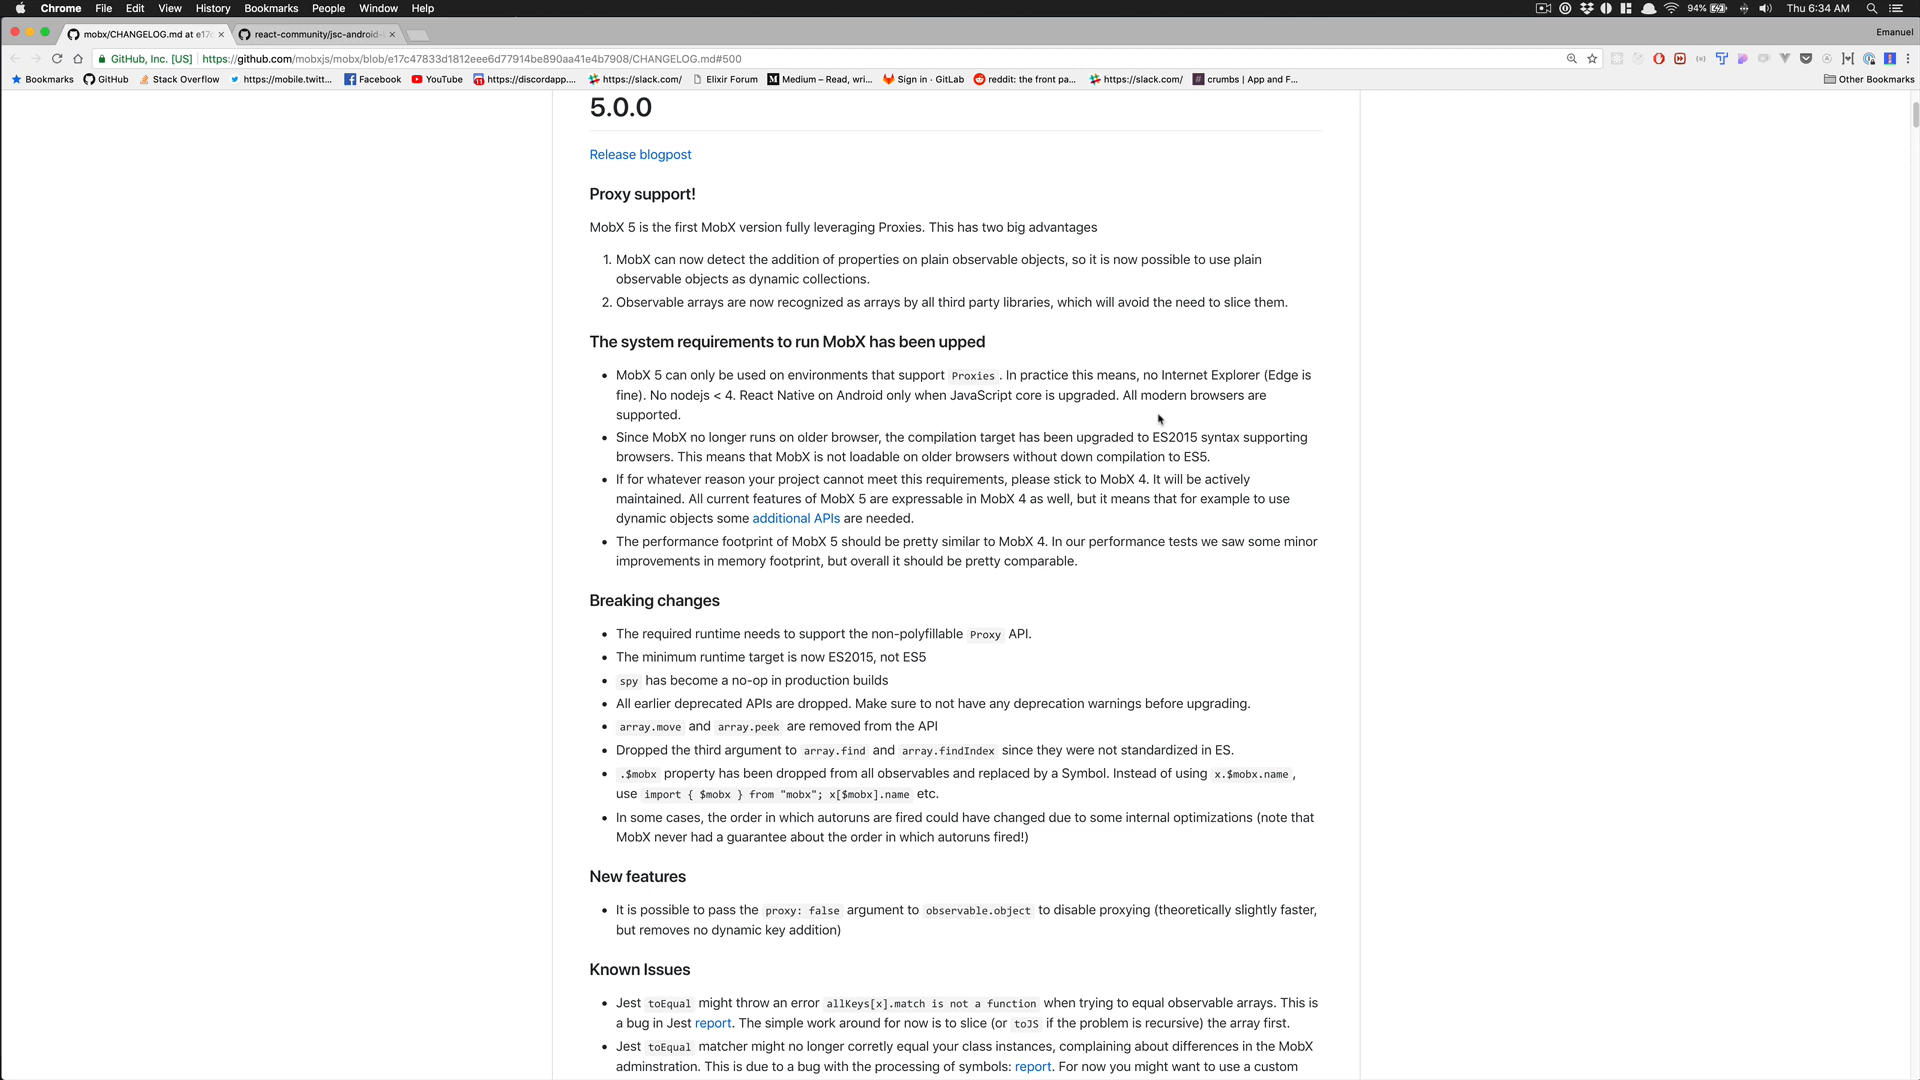 Chrome File Edit View History Bookmarks People Window Help 94% Thu 6:34 AM
mobx/CHANGELOG.md at e17c react-community/jsc-android- Emanuel
GitHub, Inc. [US] https://github.com/mobxjs/mobx/blob/e17c47833d1812eee6d77914be890aa41e4b7908/CHANGELOG.md#500
Bookmarks GitHub Stack Overflow https://mobile.twitt... Facebook YouTube https://discordapp.... https://slack.com/ Elixir Forum Medium – Read, wri... Sign in · GitLab reddit: the front pa... https://slack.com/ crumbs | App and F... Other Bookmarks
5.0.0
Release blogpost
Proxy support!
MobX 5 is the first MobX version fully leveraging Proxies. This has two big advantages
1. MobX can now detect the addition of properties on plain observable objects, so it is now possible to use plain
observable objects as dynamic collections.
2. Observable arrays are now recognized as arrays by all third party libraries, which will avoid the need to slice them.
The system requirements to run MobX has been upped
• MobX 5 can only be used on environments that support Proxies. In practice this means, no Internet Explorer (Edge is
fine). No nodejs < 4. React Native on Android only when JavaScript core is upgraded. All modern browsers are
supported.
• Since MobX no longer runs on older browser, the compilation target has been upgraded to ES2015 syntax supporting
browsers. This means that MobX is not loadable on older browsers without down compilation to ES5.
• If for whatever reason your project cannot meet this requirements, please stick to MobX 4. It will be actively
maintained. All current features of MobX 5 are expressable in MobX 4 as well, but it means that for example to use
dynamic objects some additional APIs are needed.
• The performance footprint of MobX 5 should be pretty similar to MobX 4. In our performance tests we saw some minor
improvements in memory footprint, but overall it should be pretty comparable.
Breaking changes
• The required runtime needs to support the non-polyfillable Proxy API.
• The minimum runtime target is now ES2015, not ES5
• spy has become a no-op in production builds
• All earlier deprecated APIs are dropped. Make sure to not have any deprecation warnings before upgrading.
• array.move and array.peek are removed from the API
• Dropped the third argument to array.find and array.findIndex since they were not standardized in ES.
• .$mobx property has been dropped from all observables and replaced by a Symbol. Instead of using x.$mobx.name,
use import { $mobx } from "mobx"; x[$mobx].name etc.
• In some cases, the order in which autoruns are fired could have changed due to some internal optimizations (note that
MobX never had a guarantee about the order in which autoruns fired!)
New features
• It is possible to pass the proxy: false argument to observable.object to disable proxying (theoretically slightly faster,
but removes no dynamic key addition)
Known Issues
• Jest toEqual might throw an error allKeys[x].match is not a function when trying to equal observable arrays. This is
a bug in Jest report. The simple work around for now is to slice (or toJS if the problem is recursive) the array first.
• Jest toEqual matcher might no longer corretly equal your class instances, complaining about differences in the MobX
adminstration. This is due to a bug with the processing of symbols: report. For now you might want to use a custom